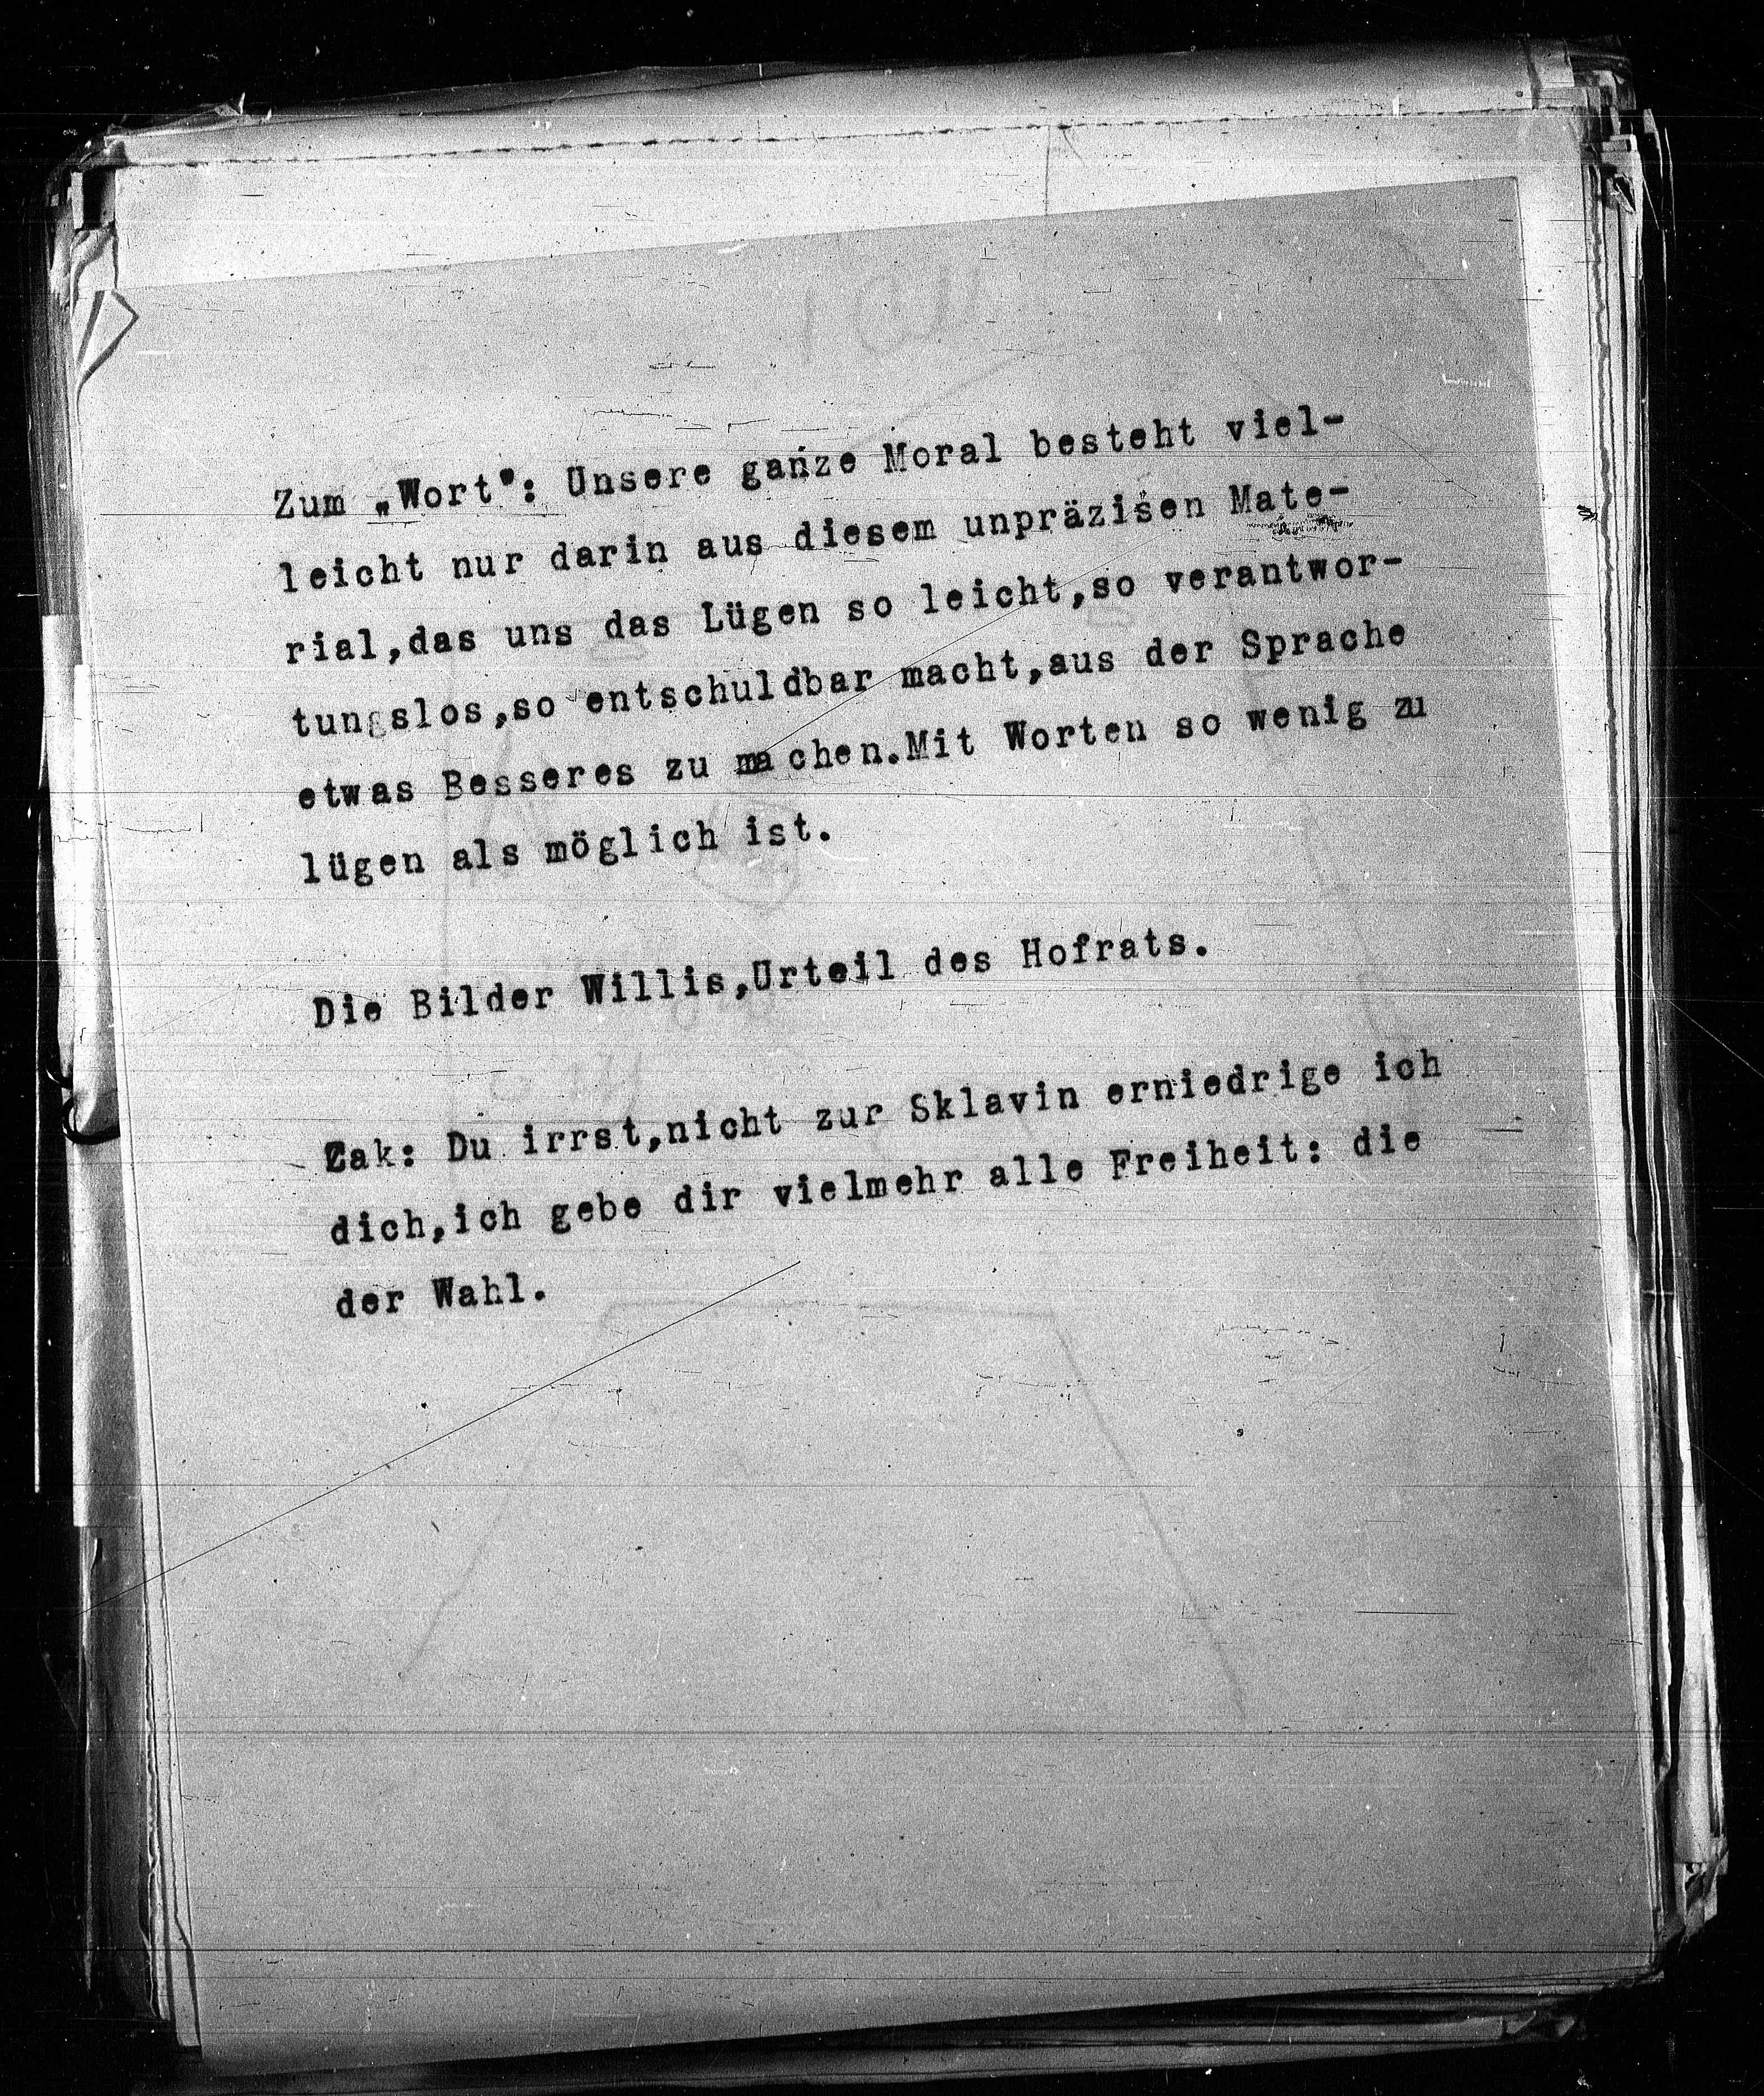 Zum „Wort": Unsere ganze Moral besteht viel-
leicht nur darin aus diesem unpräzisen Mate-
rial,das uns das Lügen so leicht,so verantwor-
tungslos,so entschuldbar macht,aus der Sprache
etwas Besseres zu machen.Mit Worten so wenig zu
lügen als möglich ist.
Die Bilder Willis,Urteil des Hofrats.
Zak: Du irrst,nicht zur Sklavin erniedrige ich
dich,ich gebe dir vielmehr alle Freiheit: die
der Wahl.